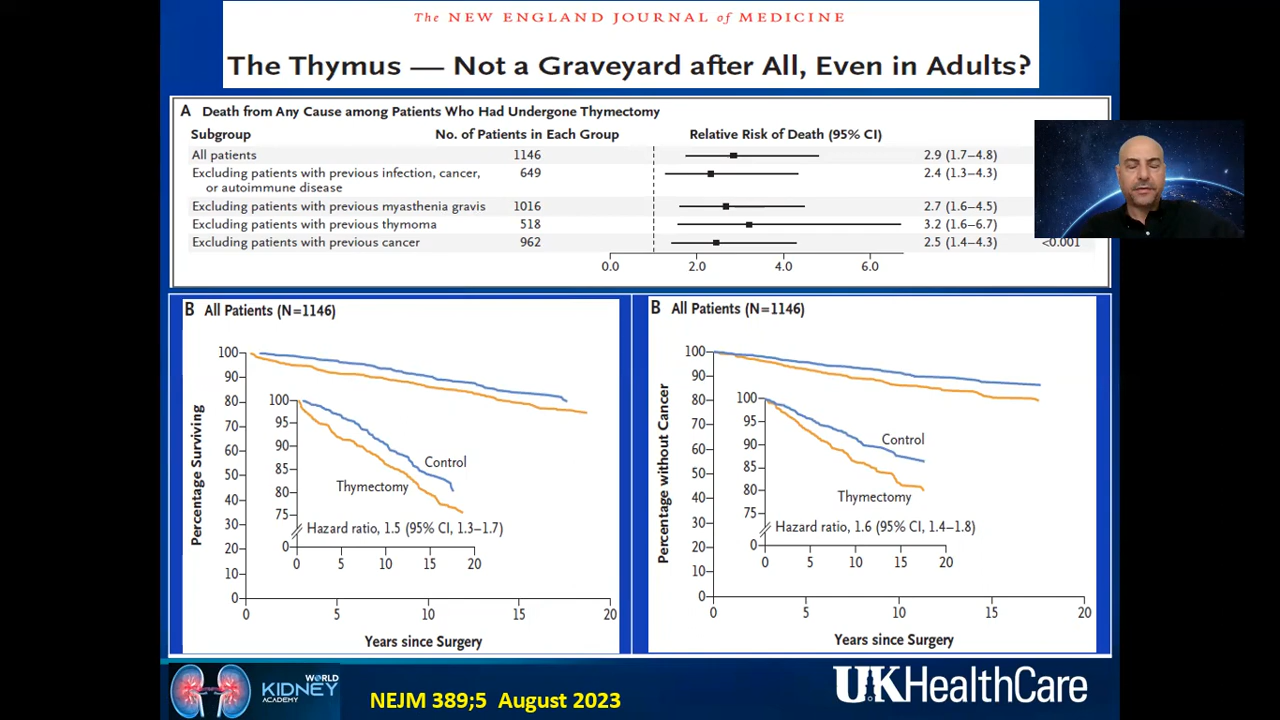 The NEW ENGLAND JOURNAL of MEDICINE
The Thymus — Not a Graveyard after All, Even in Adults?
A Death from Any Cause among Patients Who Had Undergone Thymectomy
Subgroup No. of Patients in Each Group Relative Risk of Death (95% CI)
All patients 1146 2.9 (1.7–4.8)
Excluding patients with previous infection, cancer, 649 2.4 (1.3–4.3)
or autoimmune disease
Excluding patients with previous myasthenia gravis 1016 2.7 (1.6–4.5)
Excluding patients with previous thymoma 518 3.2 (1.6–6.7)
Excluding patients with previous cancer 962 2.5 (1.4–4.3) <0.001
0.0 2.0 4.0 6.0
B All Patients (N=1146)
Percentage Surviving
100
90
80
70
60
50
40
30
20
10
0
0 5 10 15 20
Years since Surgery
100
95
90
85
80
75
0
0 5 10 15 20
Control
Thymectomy
Hazard ratio, 1.5 (95% CI, 1.3–1.7)
B All Patients (N=1146)
Percentage without Cancer
100
90
80
70
60
50
40
30
20
10
0
0 5 10 15 20
Years since Surgery
100
95
90
85
80
75
0
0 5 10 15 20
Control
Thymectomy
Hazard ratio, 1.6 (95% CI, 1.4–1.8)
WORLD
KIDNEY
ACADEMY
NEJM 389;5 August 2023
UKHealthCare